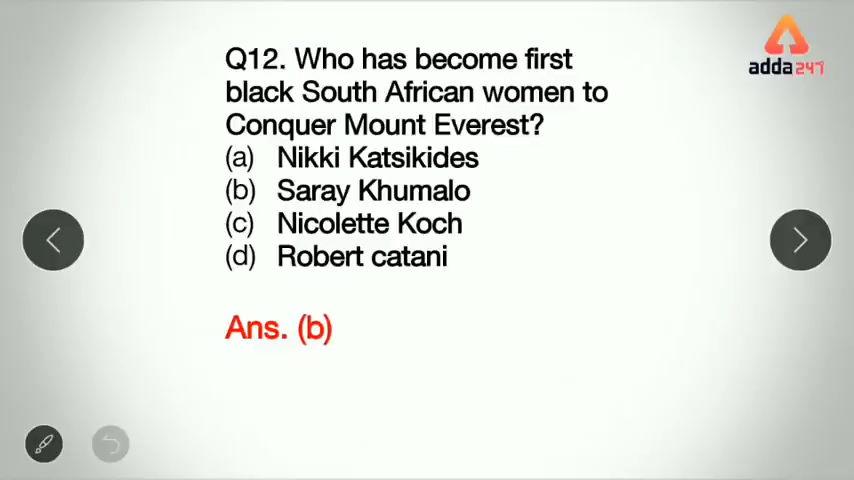 adda247
Q12. Who has become first
black South African women to
Conquer Mount Everest?
(a) Nikki Katsikides
(b) Saray Khumalo
(c) Nicolette Koch
(d) Robert catani
Ans. (b)